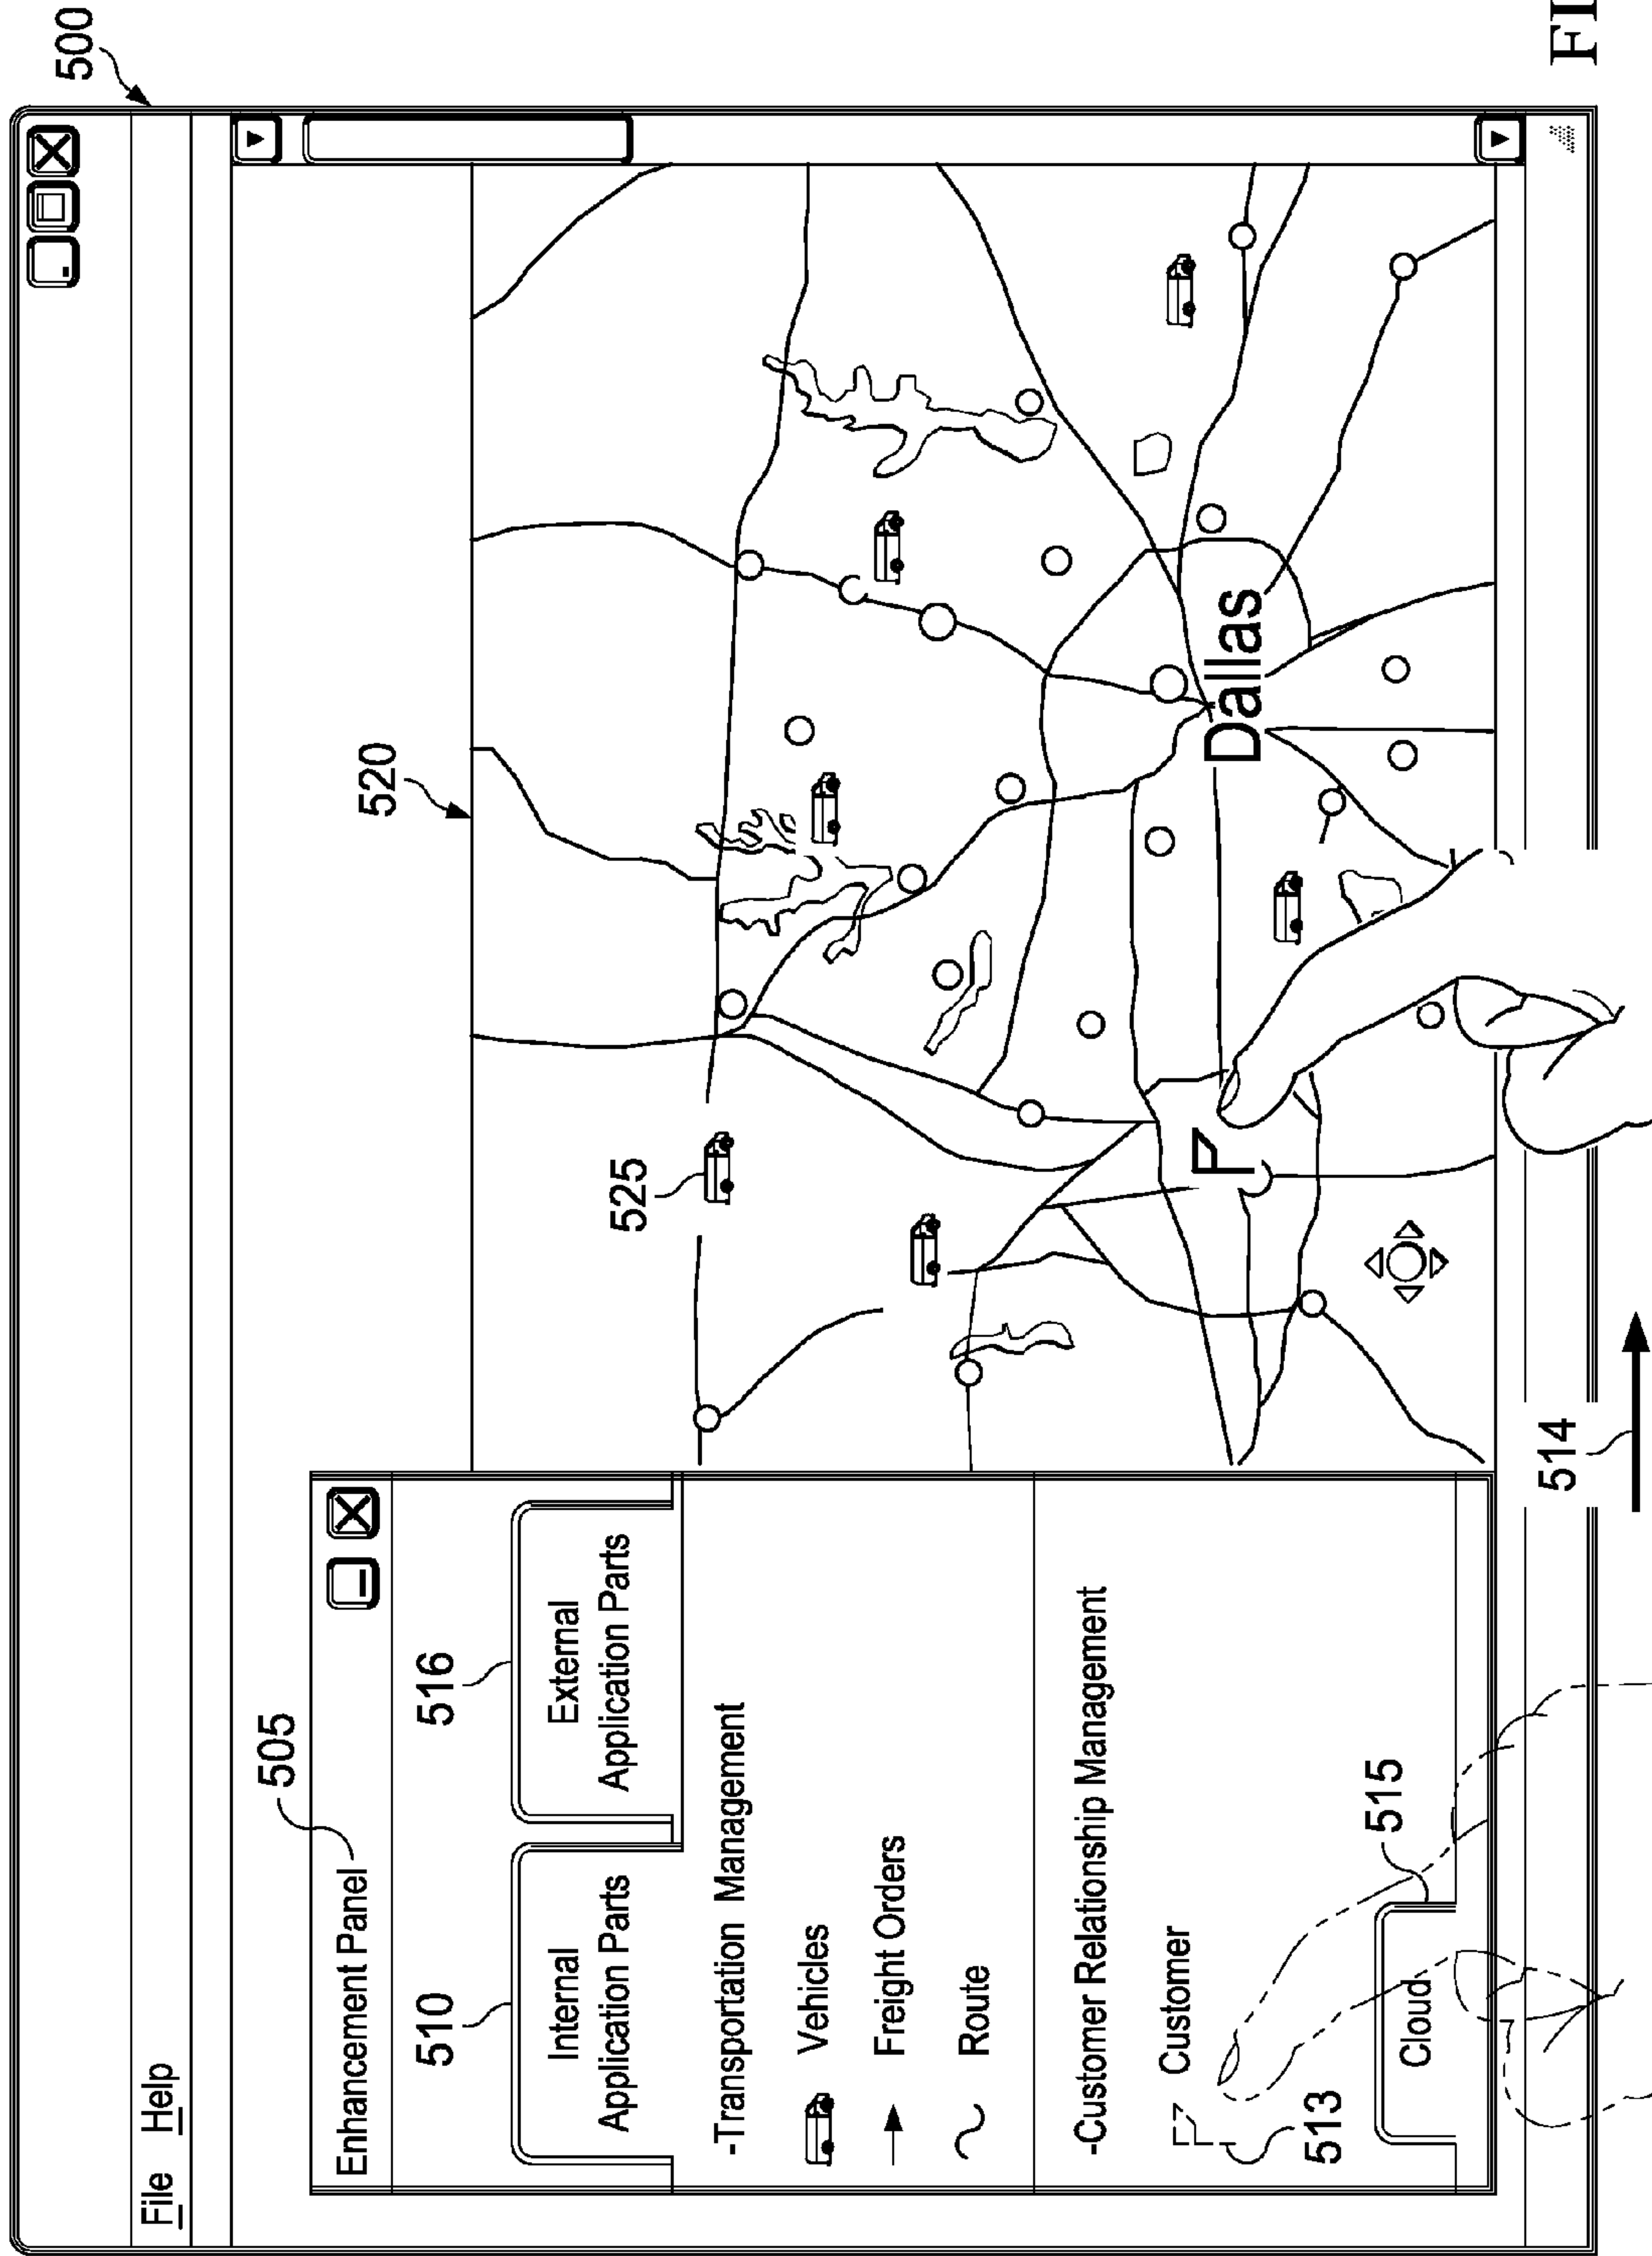 500
File Help
505
Enhancement Panel
520
510
516
Internal
Application Parts
External
Application Parts
525
-Transportation Management
Vehicles
Freight Orders
Route
-Customer Relationship Management
Customer
Dallas
513
515
Cloud
514
FI